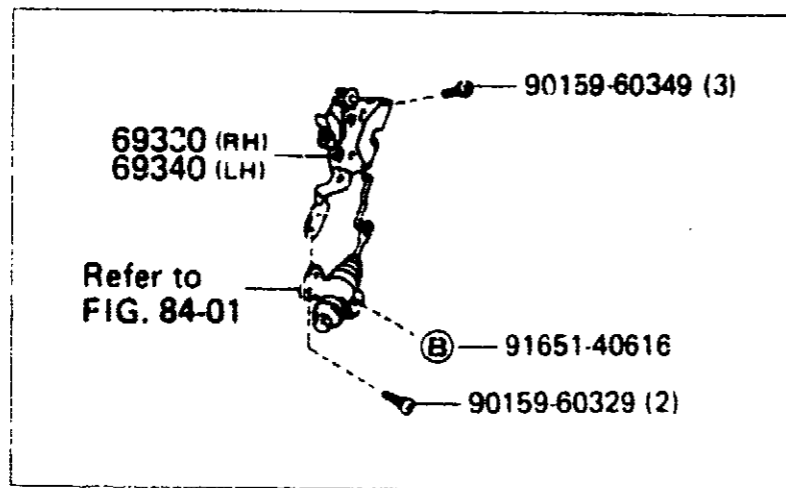 90159-60349 (3)
69330 (RH)
69340 (LH)
Refer to
FIG. 84-01
B
91651-40616
90159-60329 (2)